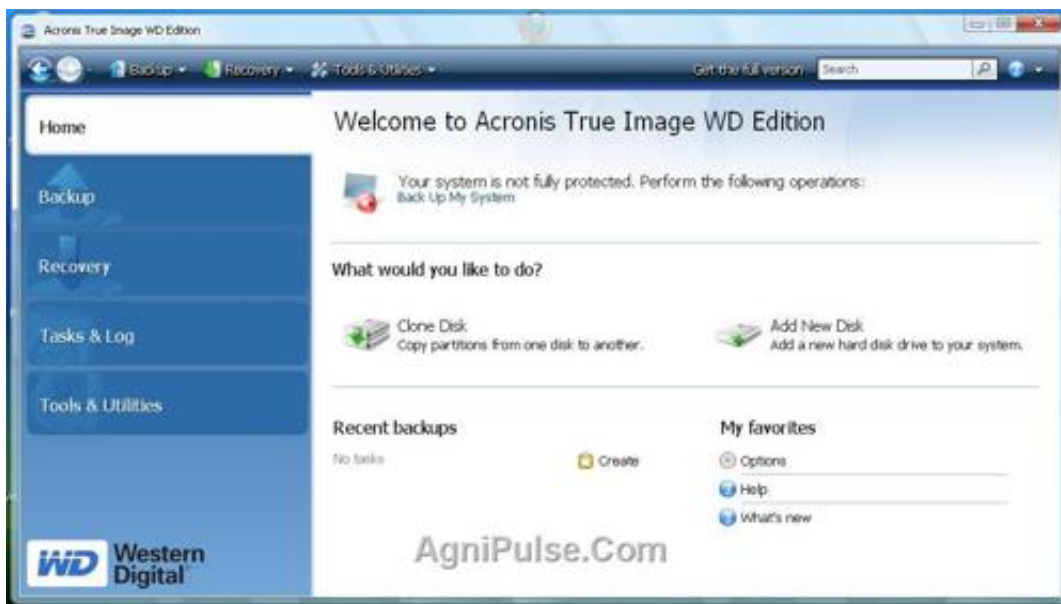 Acronis True Image WD Edition
Backup Recovery Tools & Utilities Get the full version Search
Home
Welcome to Acronis True Image WD Edition
Your system is not fully protected. Perform the following operations:
Back Up My System
Backup
Recovery
What would you like to do?
Tasks & Log
Clone Disk
Copy partitions from one disk to another.
Add New Disk
Add a new hard disk drive to your system.
Tools & Utilities
Recent backups
No tasks
Create
My favorites
Options
Help
What's new
AgniPulse.Com
WD Western
Digital